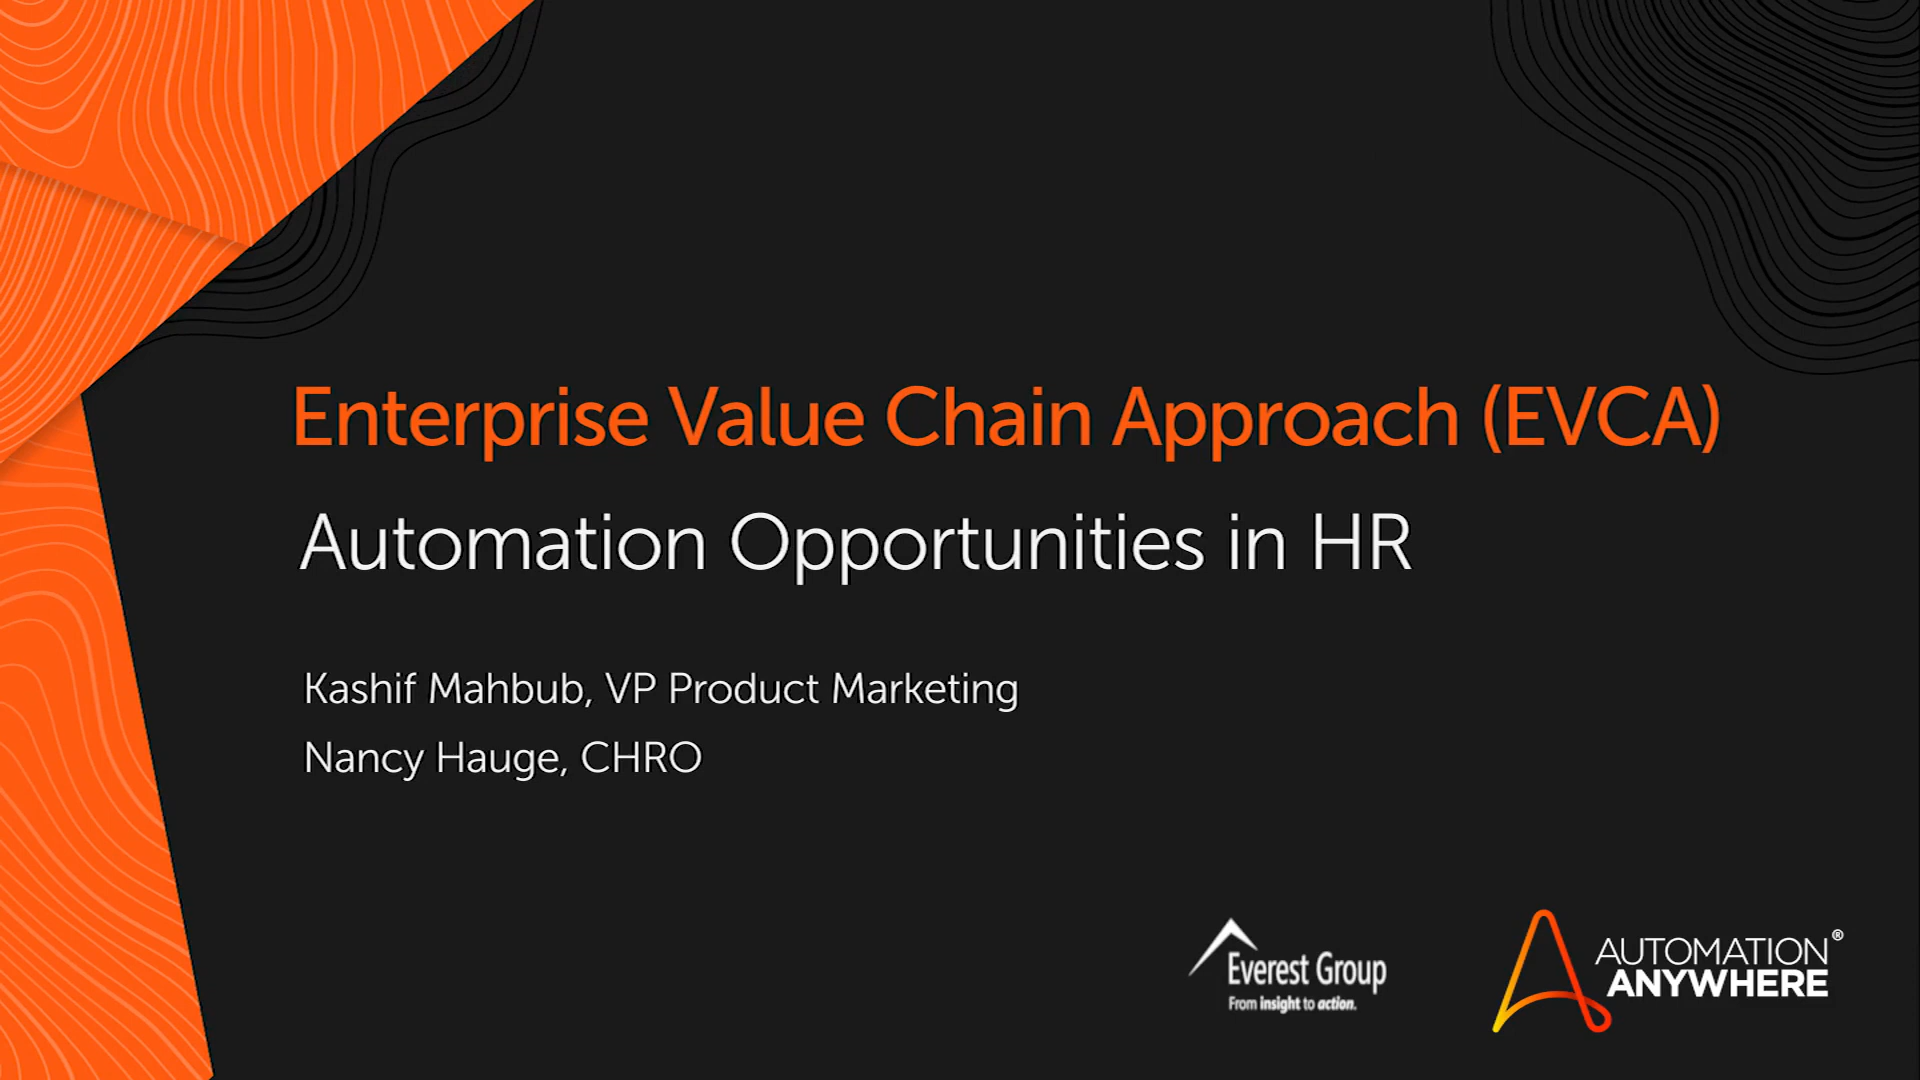 Enterprise Value Chain Approach (EVCA)
Automation Opportunities in HR
Kashif Mahbub, VP Product Marketing
Nancy Hauge, CHRO
Everest Group
From insight to action.
AUTOMATION®
ANYWHERE